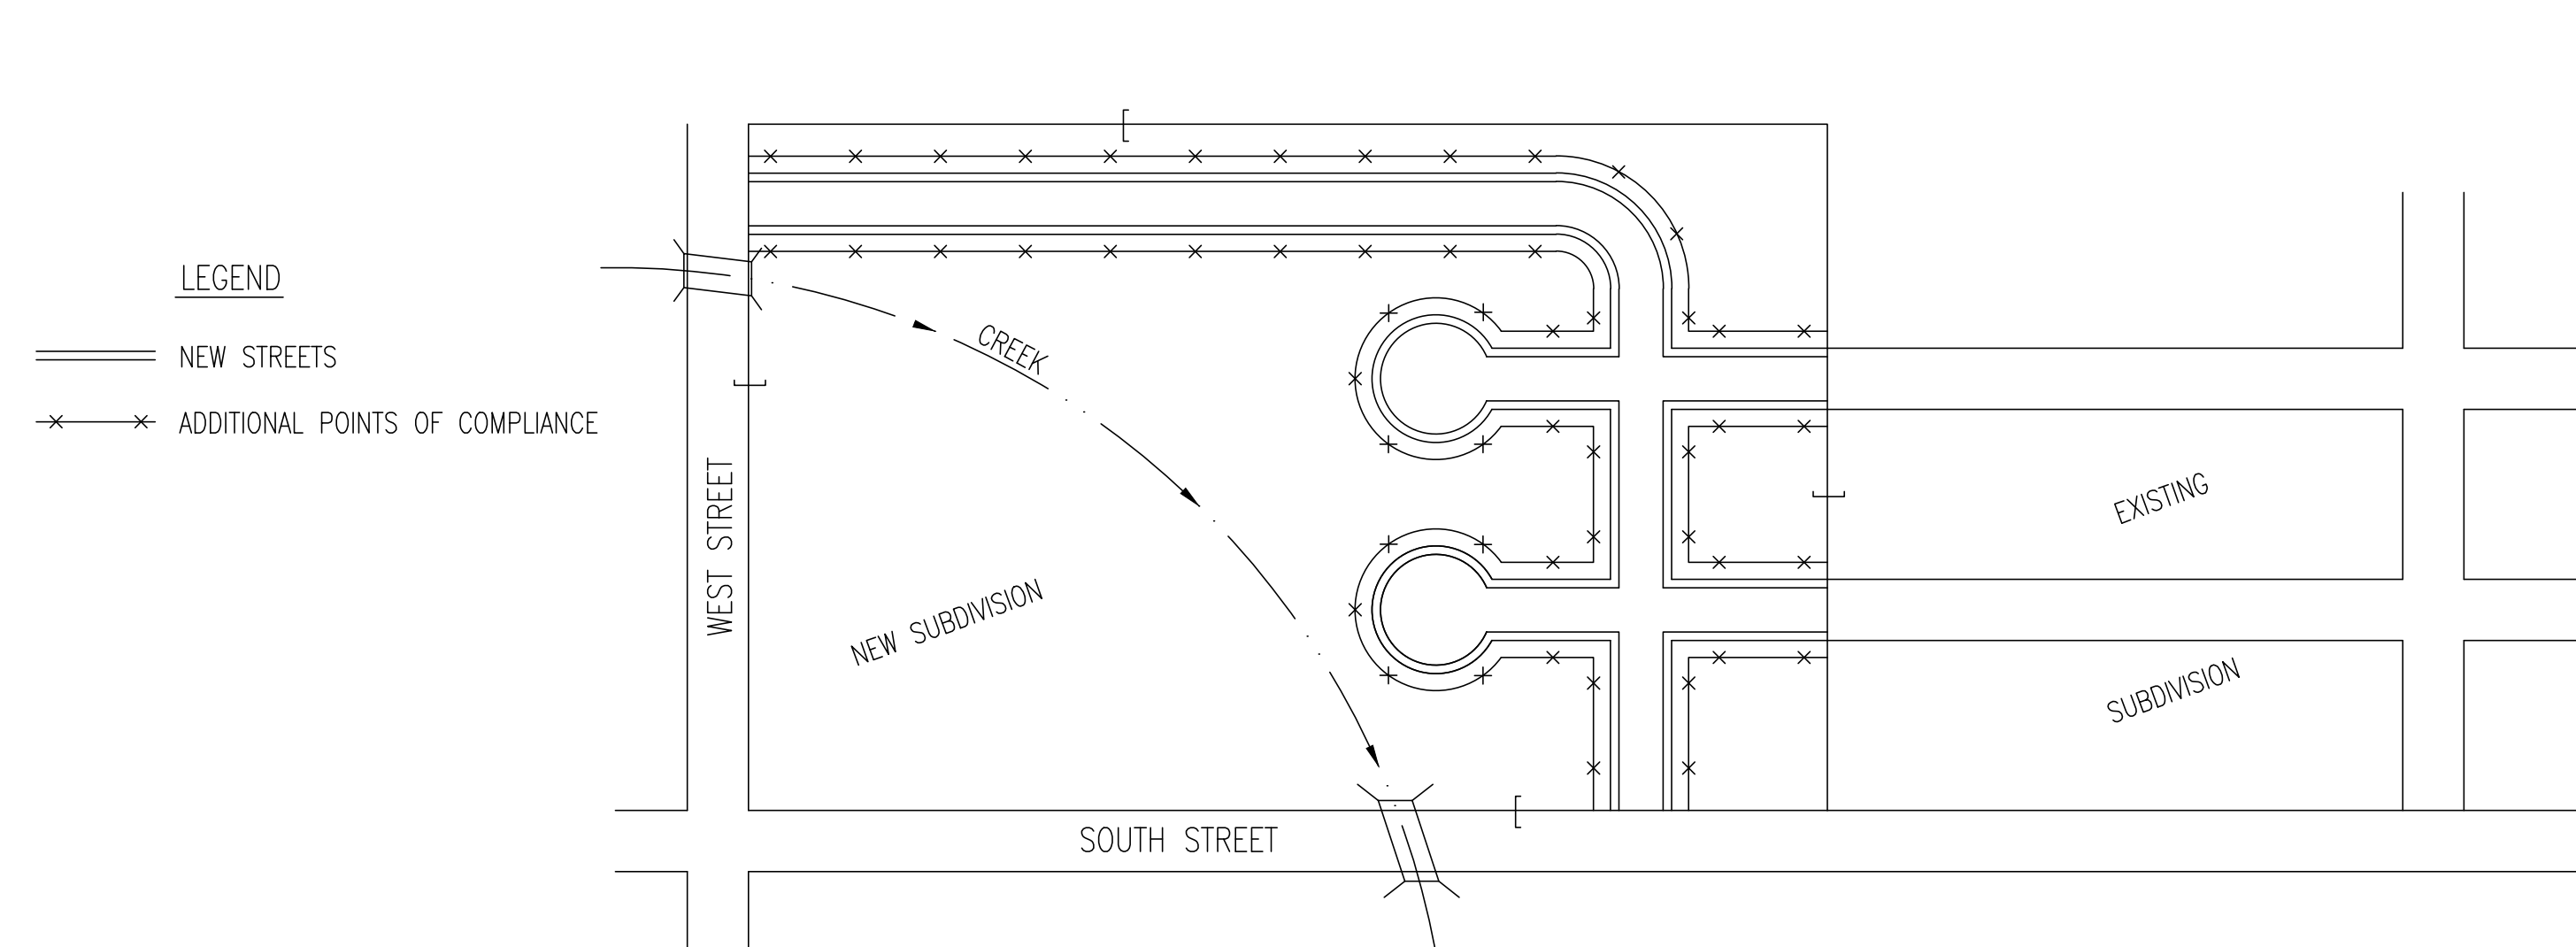 LEGEND
NEW STREETS
ADDITIONAL POINTS OF COMPLIANCE
CREEK
WEST STREET
NEW SUBDIVISION
EXISTING
SUBDIVISION
SOUTH STREET